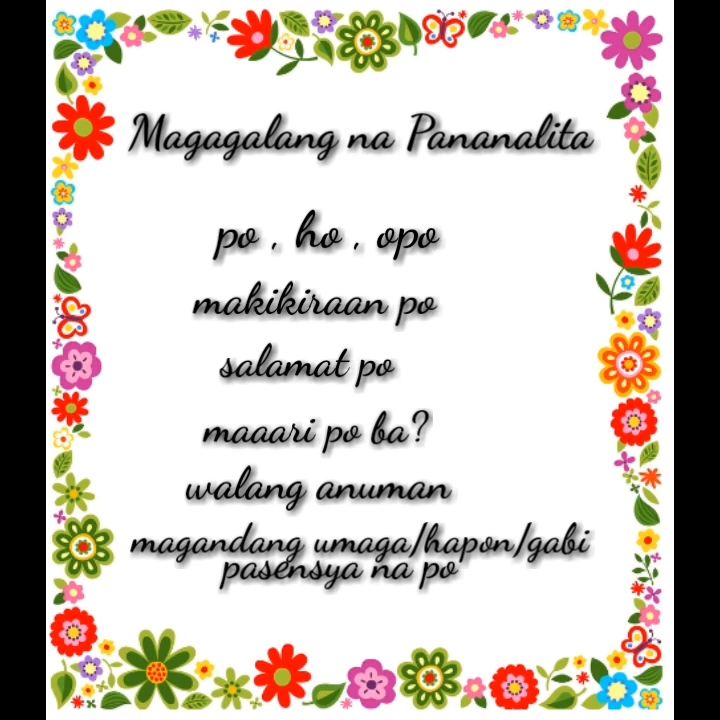 Magagalang na Pananalita
po , ho , opo
makikiraan po
salamat po
maaari po ba?
walang anuman
magandang umaga/hapon/gabi
pasensya na po